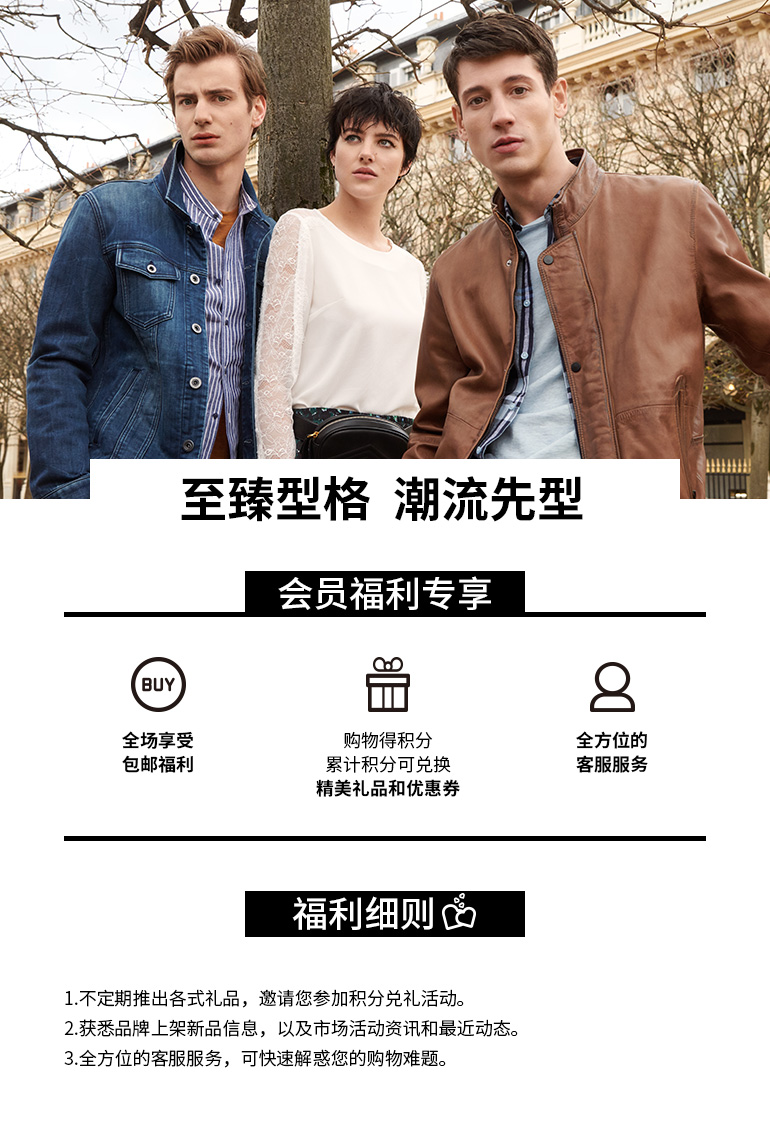 至臻型格 潮流先型
会员福利专享
BUY
全场享受
包邮福利
购物得积分
累计积分可兑换
精美礼品和优惠券
全方位的
客服服务
福利细则
1.不定期推出各式礼品，邀请您参加积分兑礼活动。
2.获悉品牌上架新品信息，以及市场活动资讯和最近动态。
3.全方位的客服服务，可快速解惑您的购物难题。